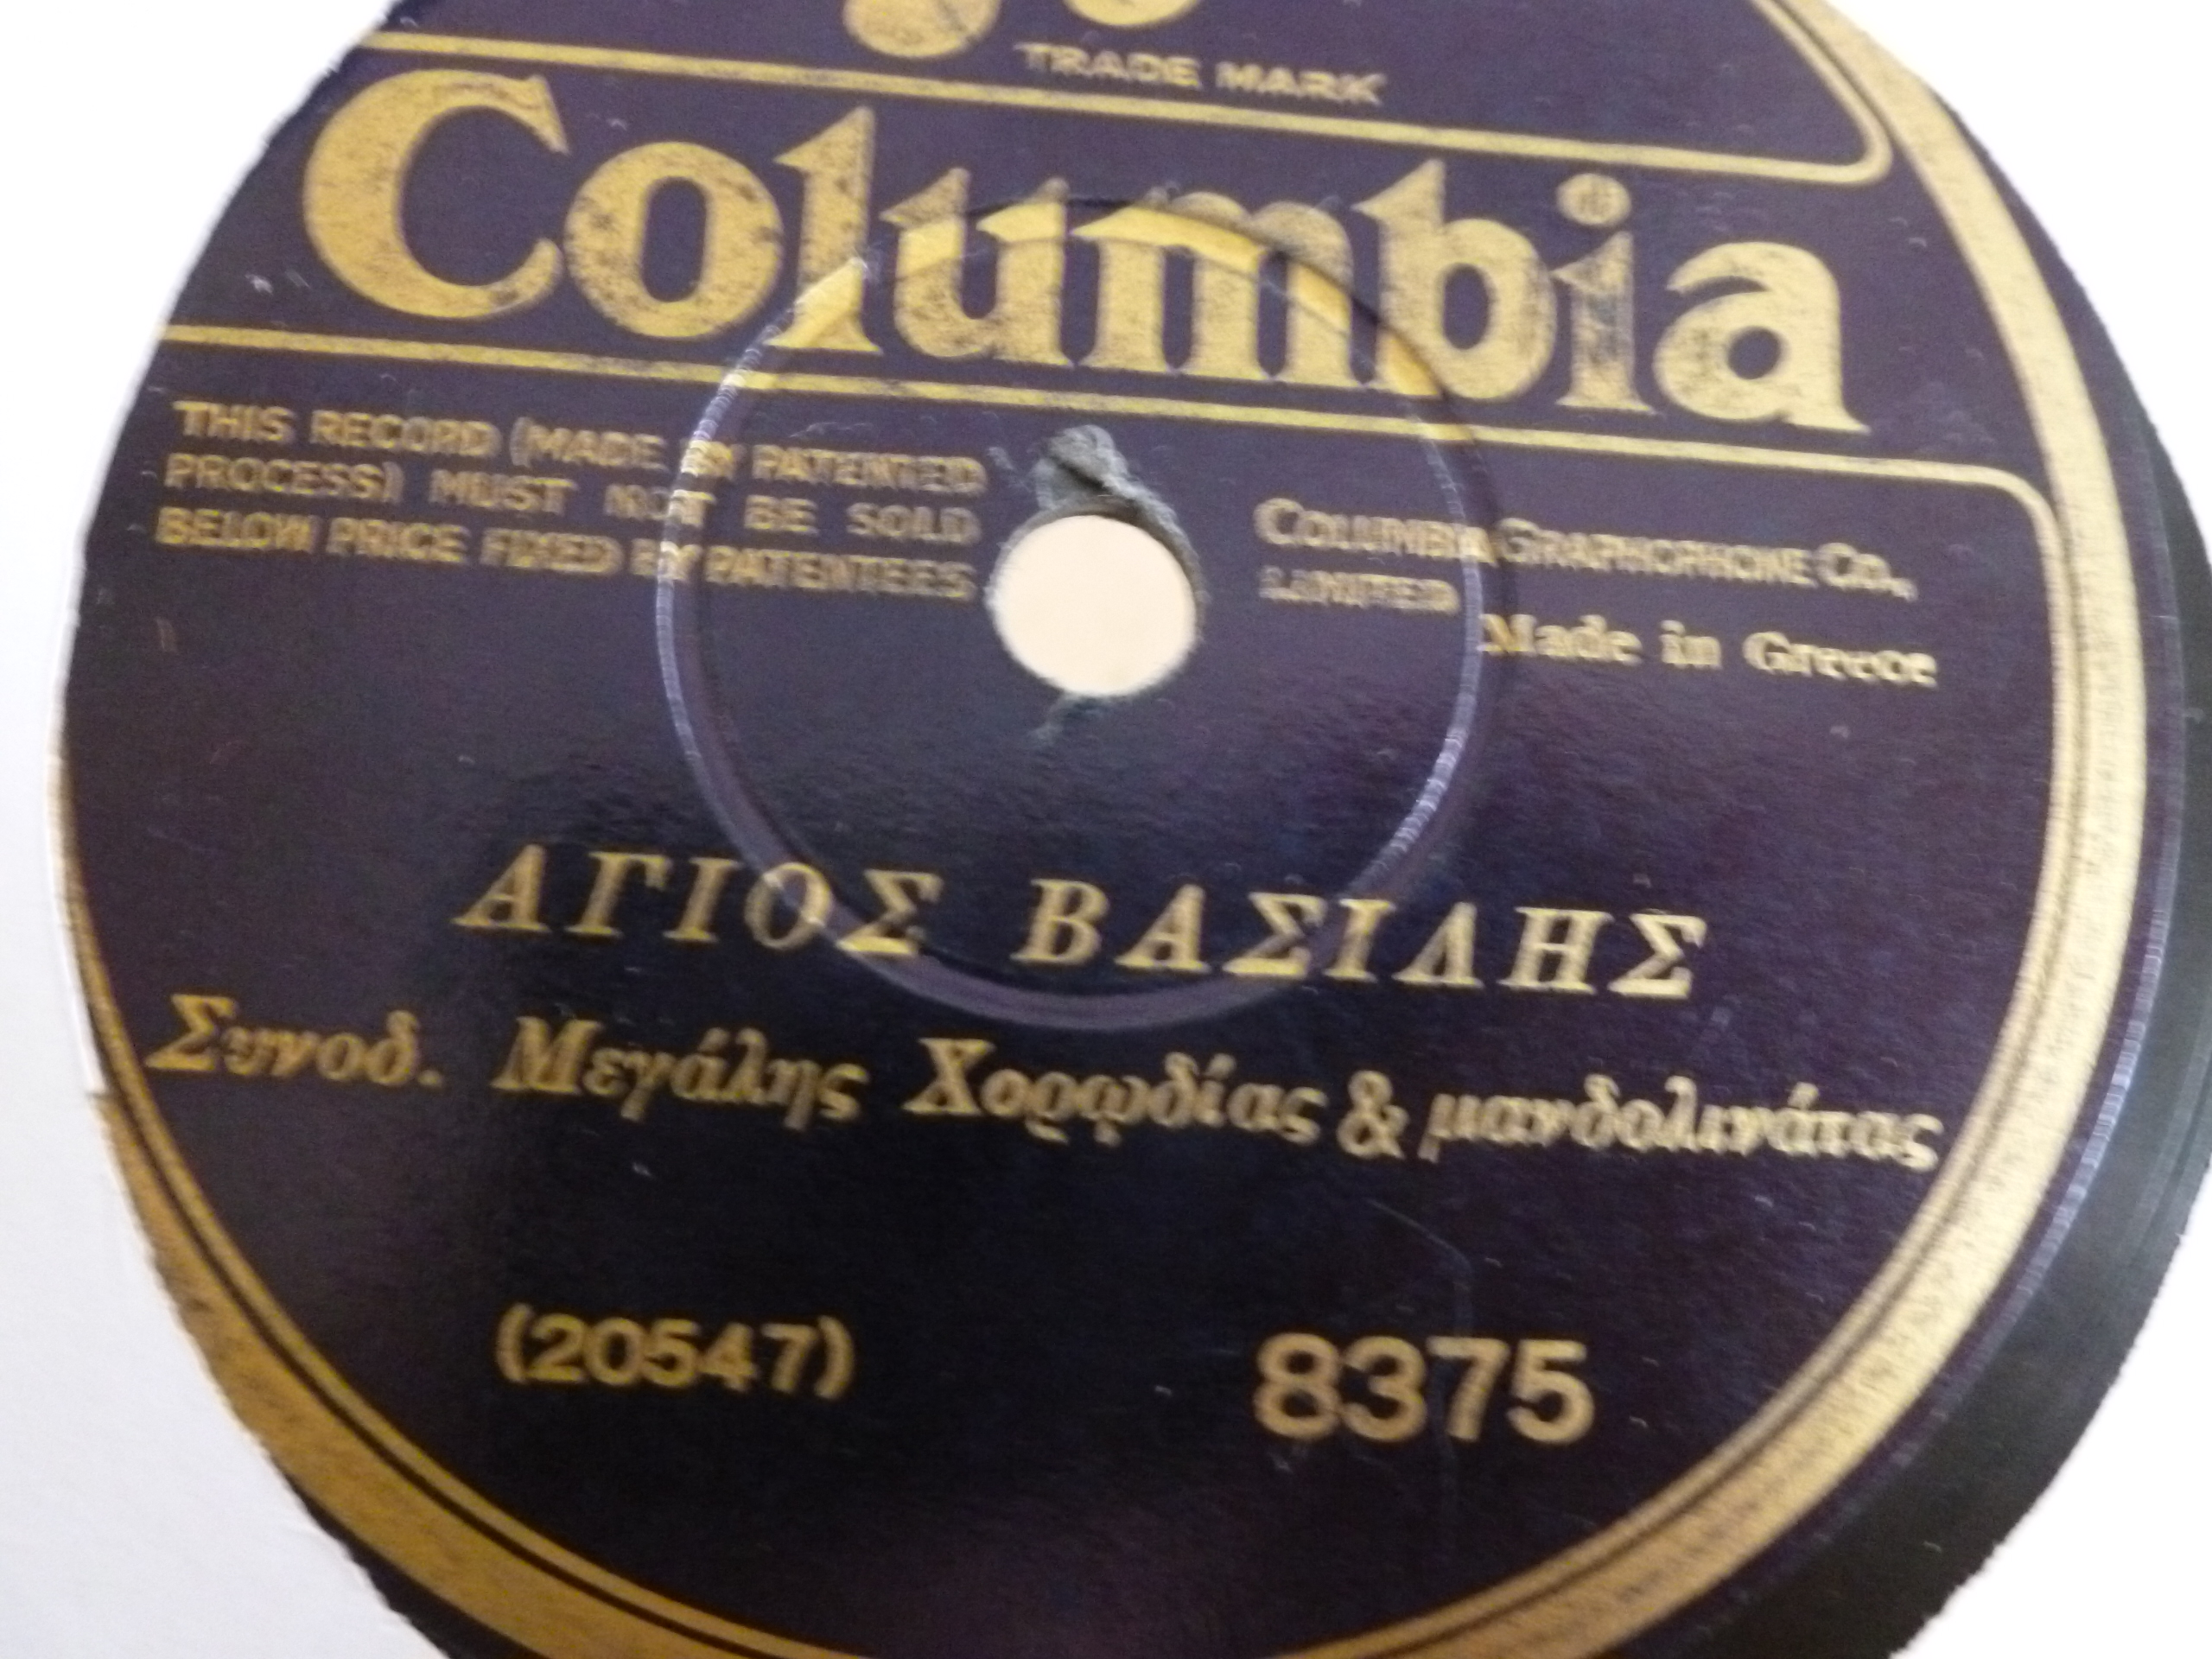 TRADE MARK
Columbia
THIS RECORD (MADE BY PATENTED
PROCESS) MUST NOT BE SOLD
BELOW PRICE FIXED BY PATENTEES
COLUMBIA GRAPHOPHONE CO.,
LIMITED
Made in Greece
ΑΓΙΟΣ ΒΑΣΙΛΗΣ
Συνοδ. Μεγάλης Χορῳδίας & μανδολινάτας
(20547)
8375